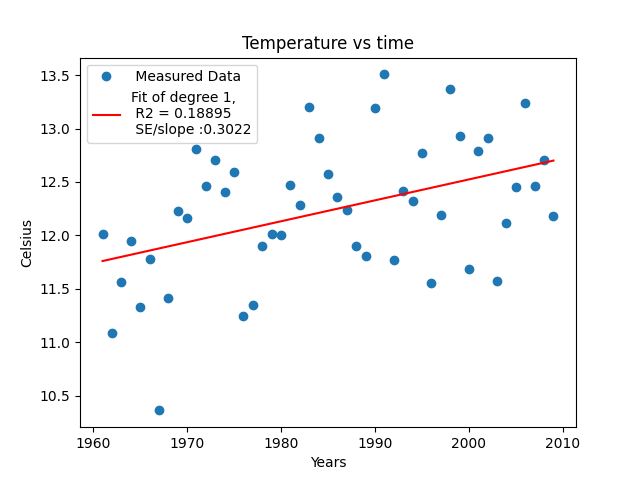 Temperature vs time
Measured Data
Fit of degree 1,
R2 = 0.18895
SE/slope :0.3022
13.5
13.0
12.5
12.0
11.5
11.0
10.5
Celsius
1960 1970 1980 1990 2000 2010
Years